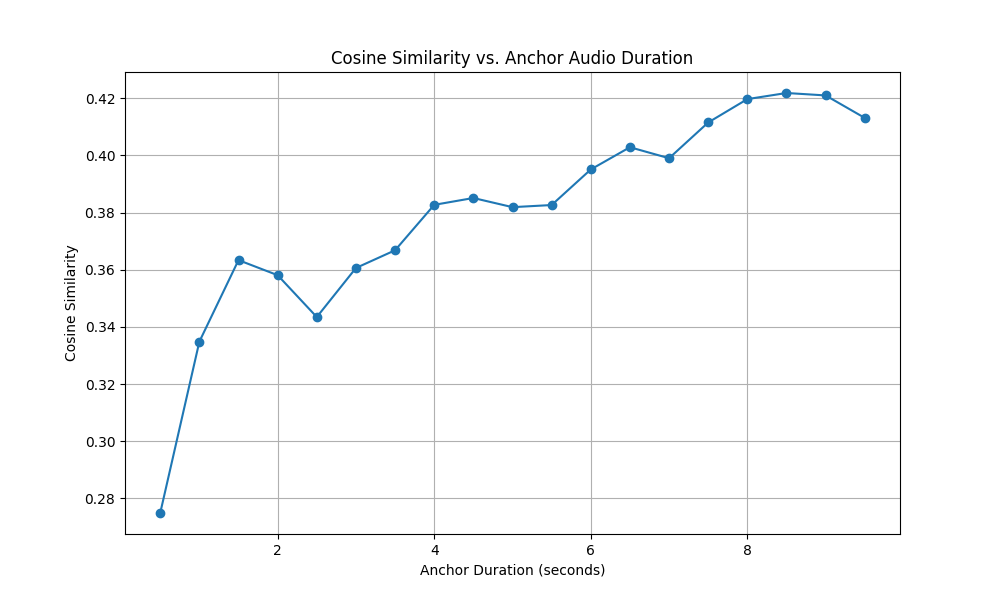 Cosine Similarity vs. Anchor Audio Duration
0.42
0.40
0.38
0.36
0.34
0.32
0.30
0.28
Cosine Similarity
2 4 6 8
Anchor Duration (seconds)